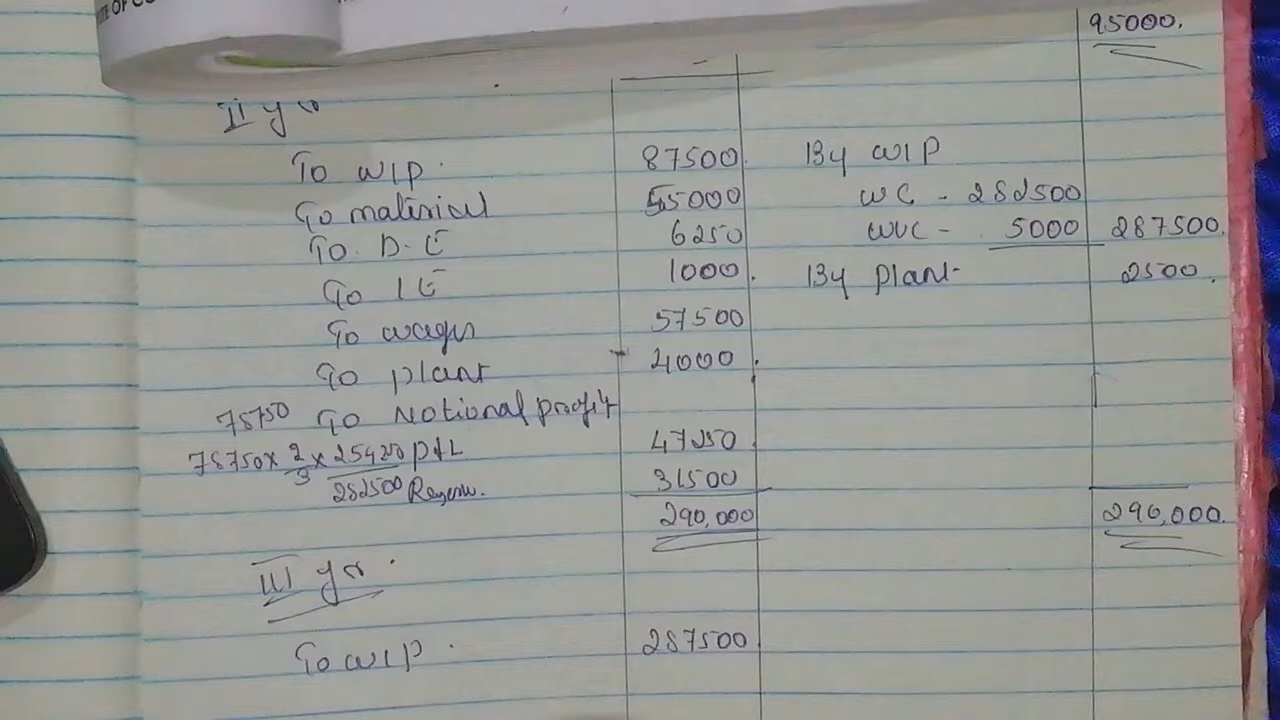 95000.
II yr
To WIP. 87500 By WIP
To material 55000 WC - 282500
To D.E 6250 WUC - 5000 287500.
To IE 1000. By plant 2500.
To wages 57500
To plant 4000.
78750 To Notional profit
78750 x 2/3 x 254250/282500 P&L 47250
Reserve. 31500
290,000 290,000.
III yr.
To WIP. 287500